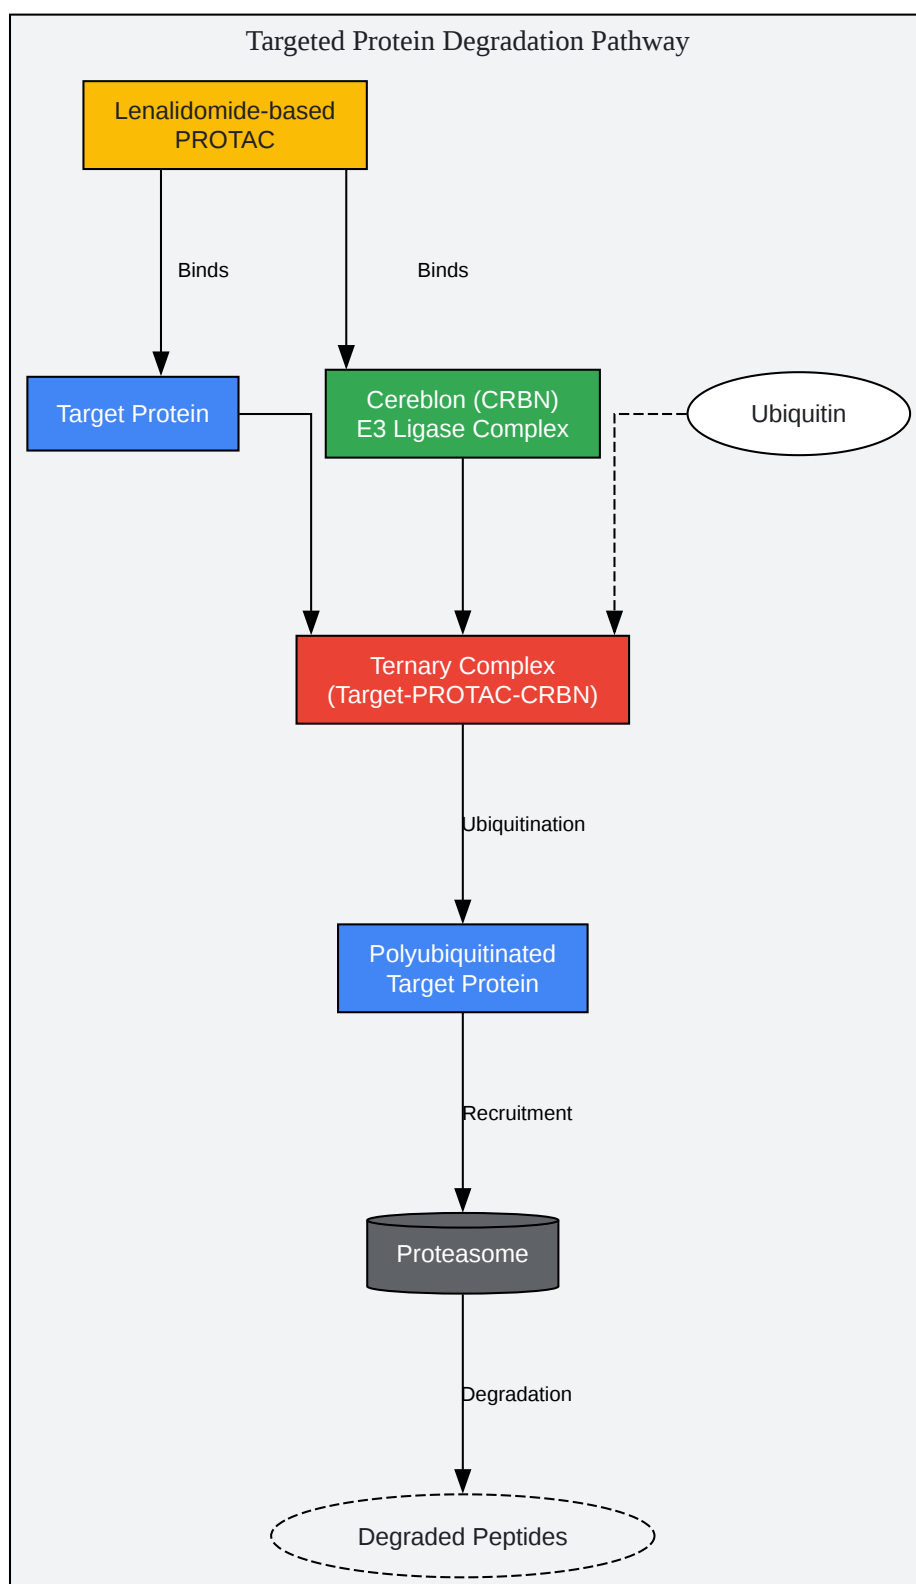 Targeted Protein Degradation Pathway
Lenalidomide-based
PROTAC
Binds
Binds
Target Protein
Cereblon (CRBN)
E3 Ligase Complex
Ubiquitin
Ternary Complex
(Target-PROTAC-CRBN)
Ubiquitination
Polyubiquitinated
Target Protein
Recruitment
Proteasome
Degradation
Degraded Peptides